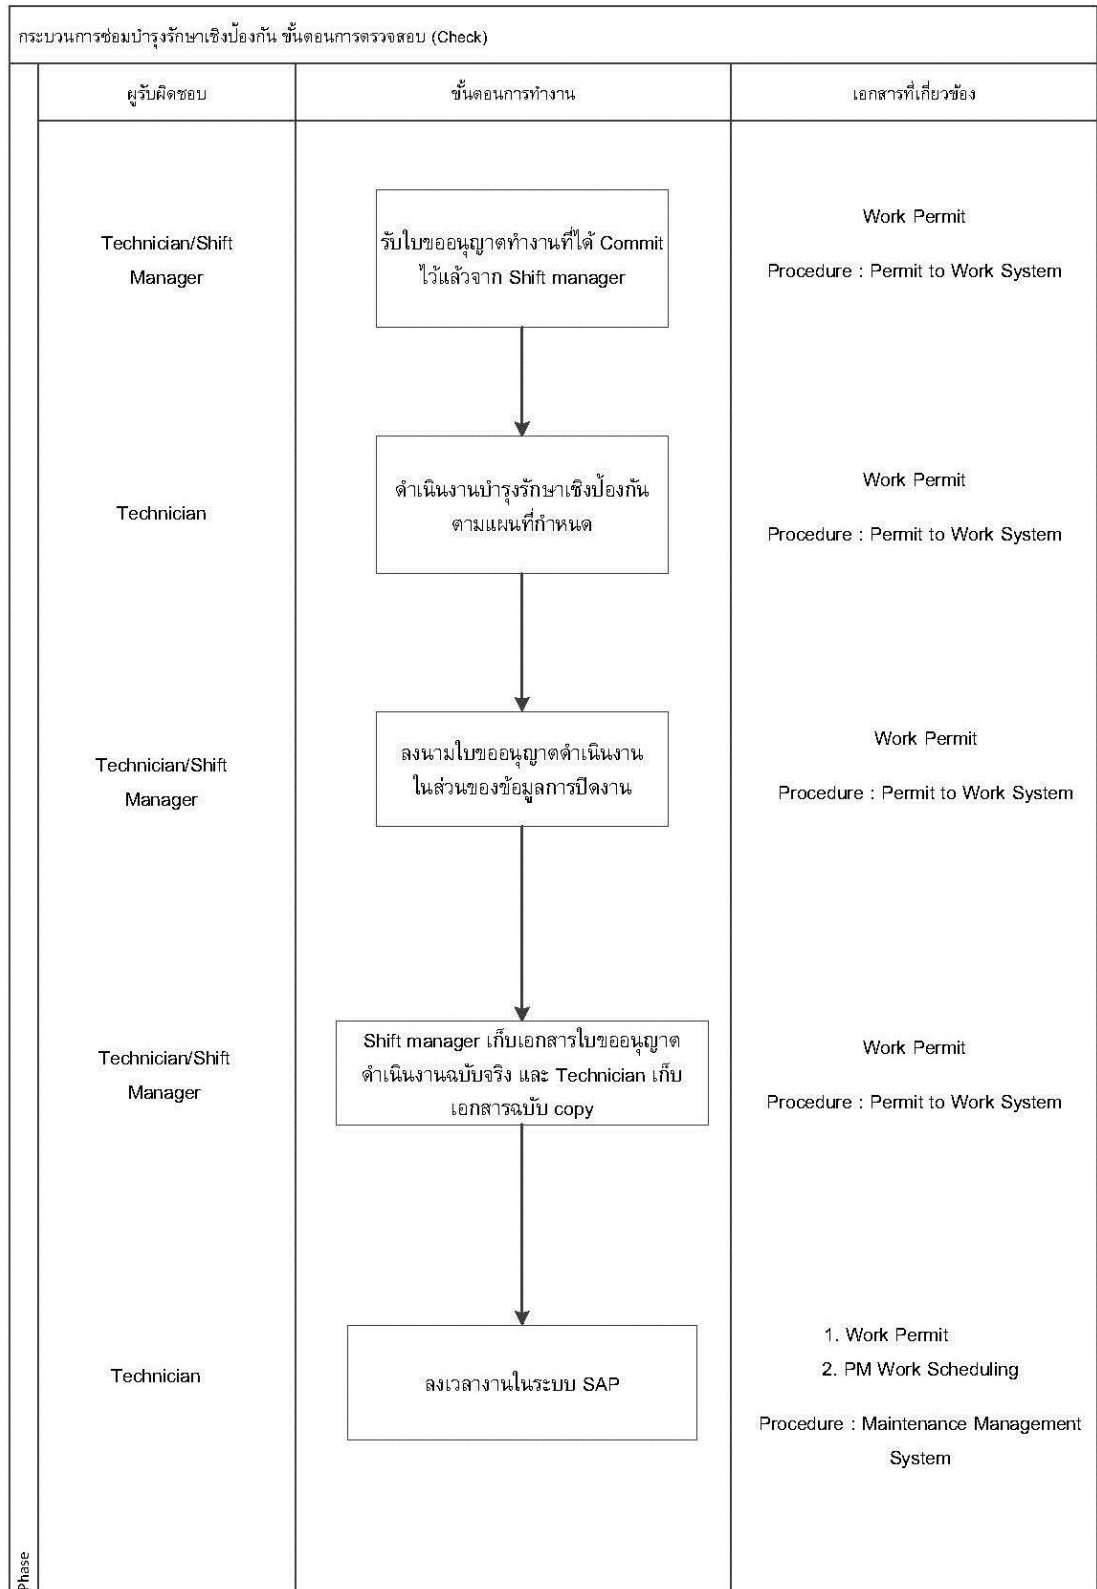 กระบวนการซ่อมบำรุงรักษาเชิงป้องกัน ขั้นตอนการตรวจสอบ (Check)
ผู้รับผิดชอบ
ขั้นตอนการทำงาน
เอกสารที่เกี่ยวข้อง
Technician/Shift
Manager
รับใบขออนุญาตทำงานที่ได้ Commit
ไว้แล้วจาก Shift manager
Work Permit
Procedure : Permit to Work System
Technician
ดำเนินงานบำรุงรักษาเชิงป้องกัน
ตามแผนที่กำหนด
Work Permit
Procedure : Permit to Work System
Technician/Shift
Manager
ลงนามใบขออนุญาตดำเนินงาน
ในส่วนของข้อมูลการปิดงาน
Work Permit
Procedure : Permit to Work System
Technician/Shift
Manager
Shift manager เก็บเอกสารใบขออนุญาต
ดำเนินงานฉบับจริง และ Technician เก็บ
เอกสารฉบับ copy
Work Permit
Procedure : Permit to Work System
Technician
ลงเวลางานในระบบ SAP
1. Work Permit
2. PM Work Scheduling
Procedure : Maintenance Management
System
Phase